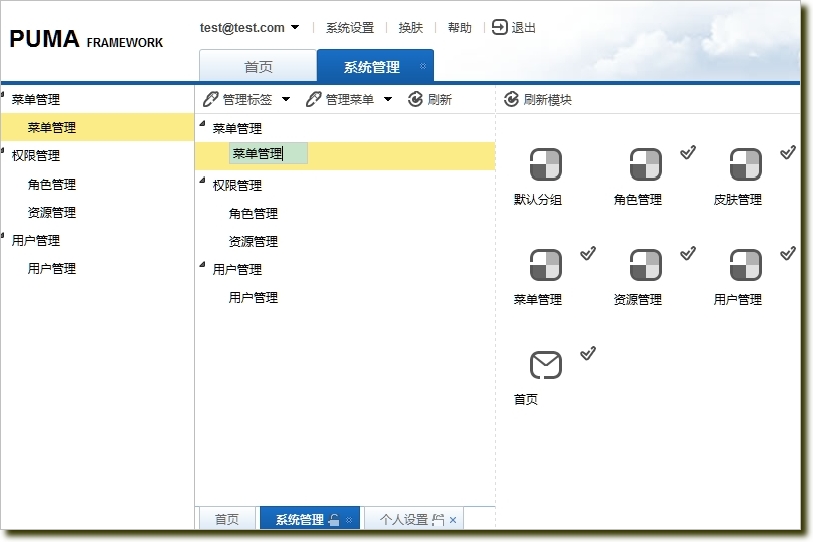 PUMA FRAMEWORK
test@test.com 系统设置 换肤 帮助 退出
首页 系统管理
菜单管理
菜单管理
权限管理
角色管理
资源管理
用户管理
用户管理
管理标签 管理菜单 刷新
菜单管理
菜单管理
权限管理
角色管理
资源管理
用户管理
用户管理
首页 系统管理 个人设置
刷新模块
默认分组 角色管理 皮肤管理
菜单管理 资源管理 用户管理
首页